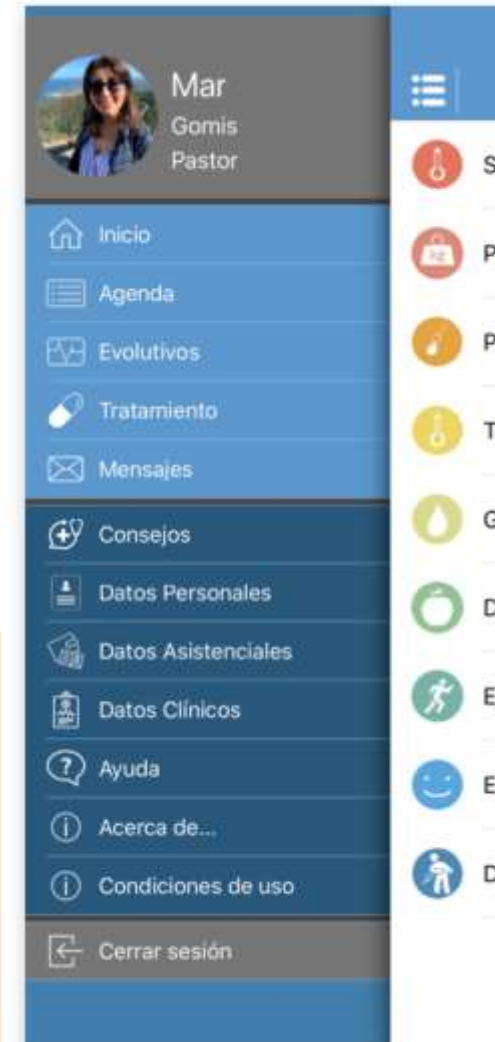 Mar
Gomis
Pastor
Inicio
Agenda
Evolutivos
Tratamiento
Mensajes
Consejos
Datos Personales
Datos Asistenciales
Datos Clínicos
Ayuda
Acerca de...
Condiciones de uso
Cerrar sesión
S
P
kg
P
T
G
D
E
E
D